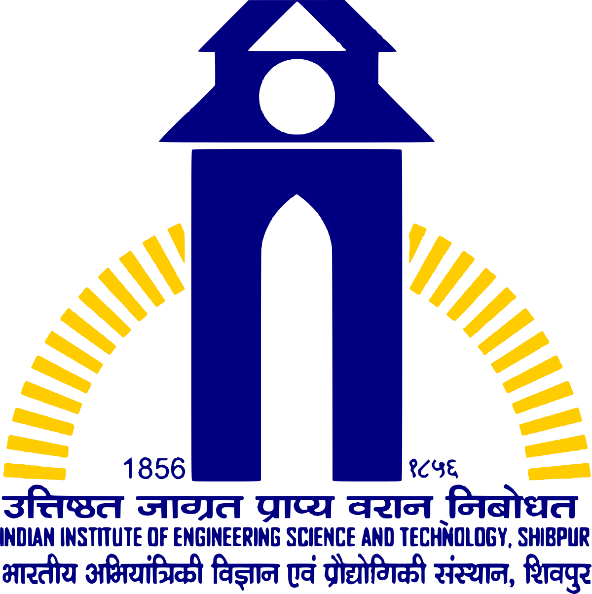 1856 १८५६
उत्तिष्ठत जाग्रत प्राप्य वरान् निबोधत
INDIAN INSTITUTE OF ENGINEERING SCIENCE AND TECHNOLOGY, SHIBPUR
भारतीय अभियांत्रिकी विज्ञान एवं प्रौद्योगिकी संस्थान, शिवपुर